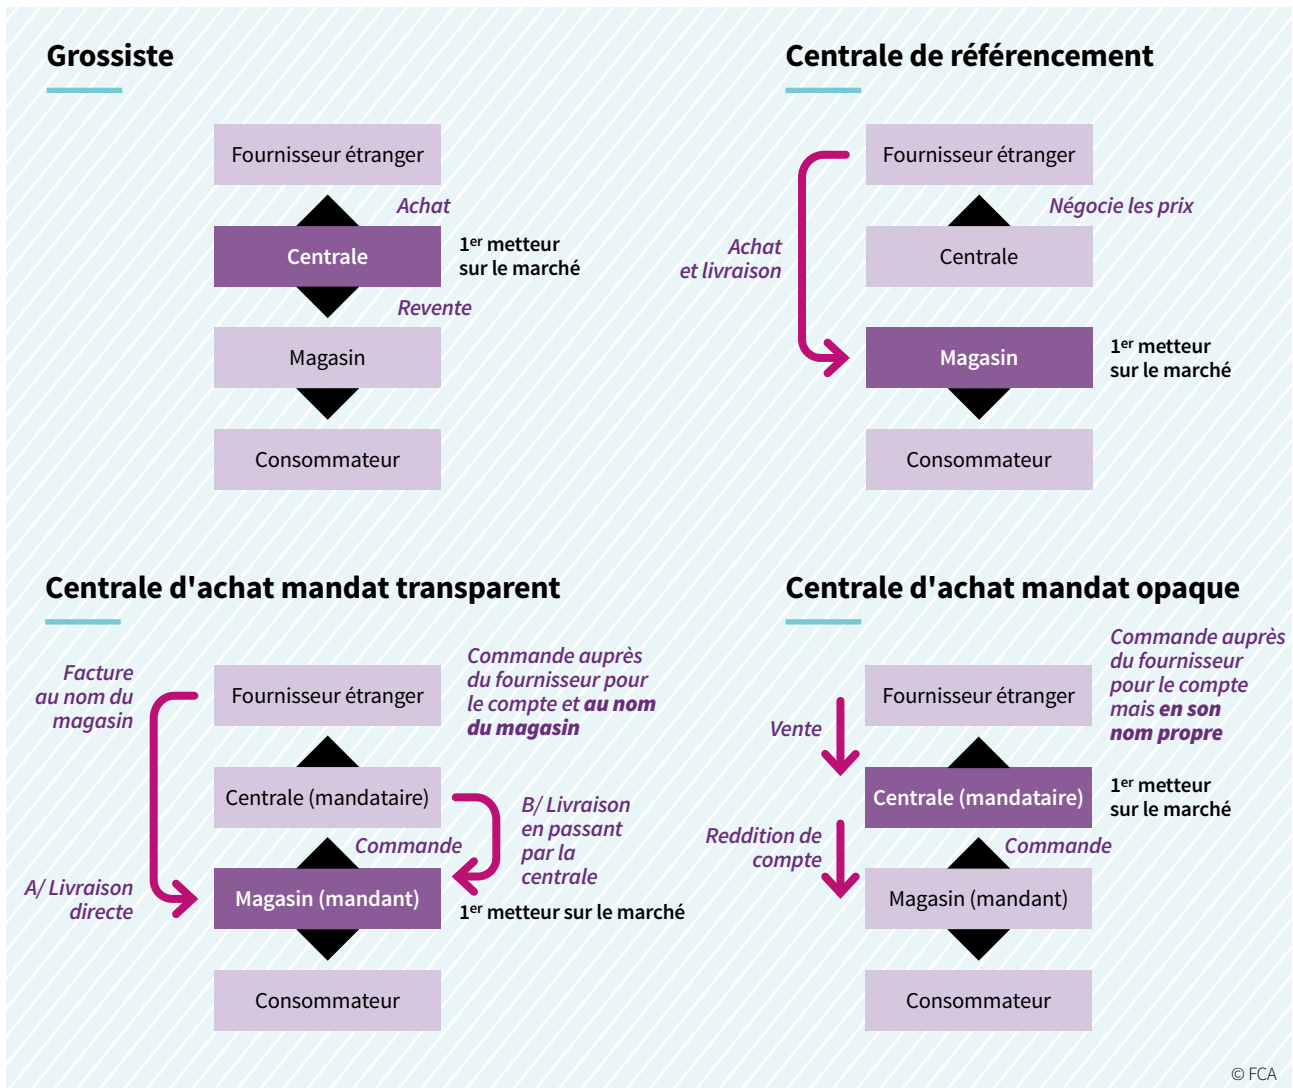 Grossiste
Fournisseur étranger
Achat
Centrale
1er metteur
sur le marché
Revente
Magasin
Consommateur
Centrale de référencement
Fournisseur étranger
Négocie les prix
Achat
et livraison
Centrale
Magasin
1er metteur
sur le marché
Consommateur
Centrale d'achat mandat transparent
Facture
au nom du
magasin
Fournisseur étranger
Commande auprès
du fournisseur pour
le compte et au nom
du magasin
Centrale (mandataire)
B/ Livraison
en passant
par la
centrale
Commande
A/ Livraison
directe
Magasin (mandant)
1er metteur sur le marché
Consommateur
Centrale d'achat mandat opaque
Commande auprès
du fournisseur
pour le compte
mais en son
nom propre
Fournisseur étranger
Vente
Centrale (mandataire)
1er metteur
sur le marché
Reddition de
compte
Commande
Magasin (mandant)
Consommateur
© FCA